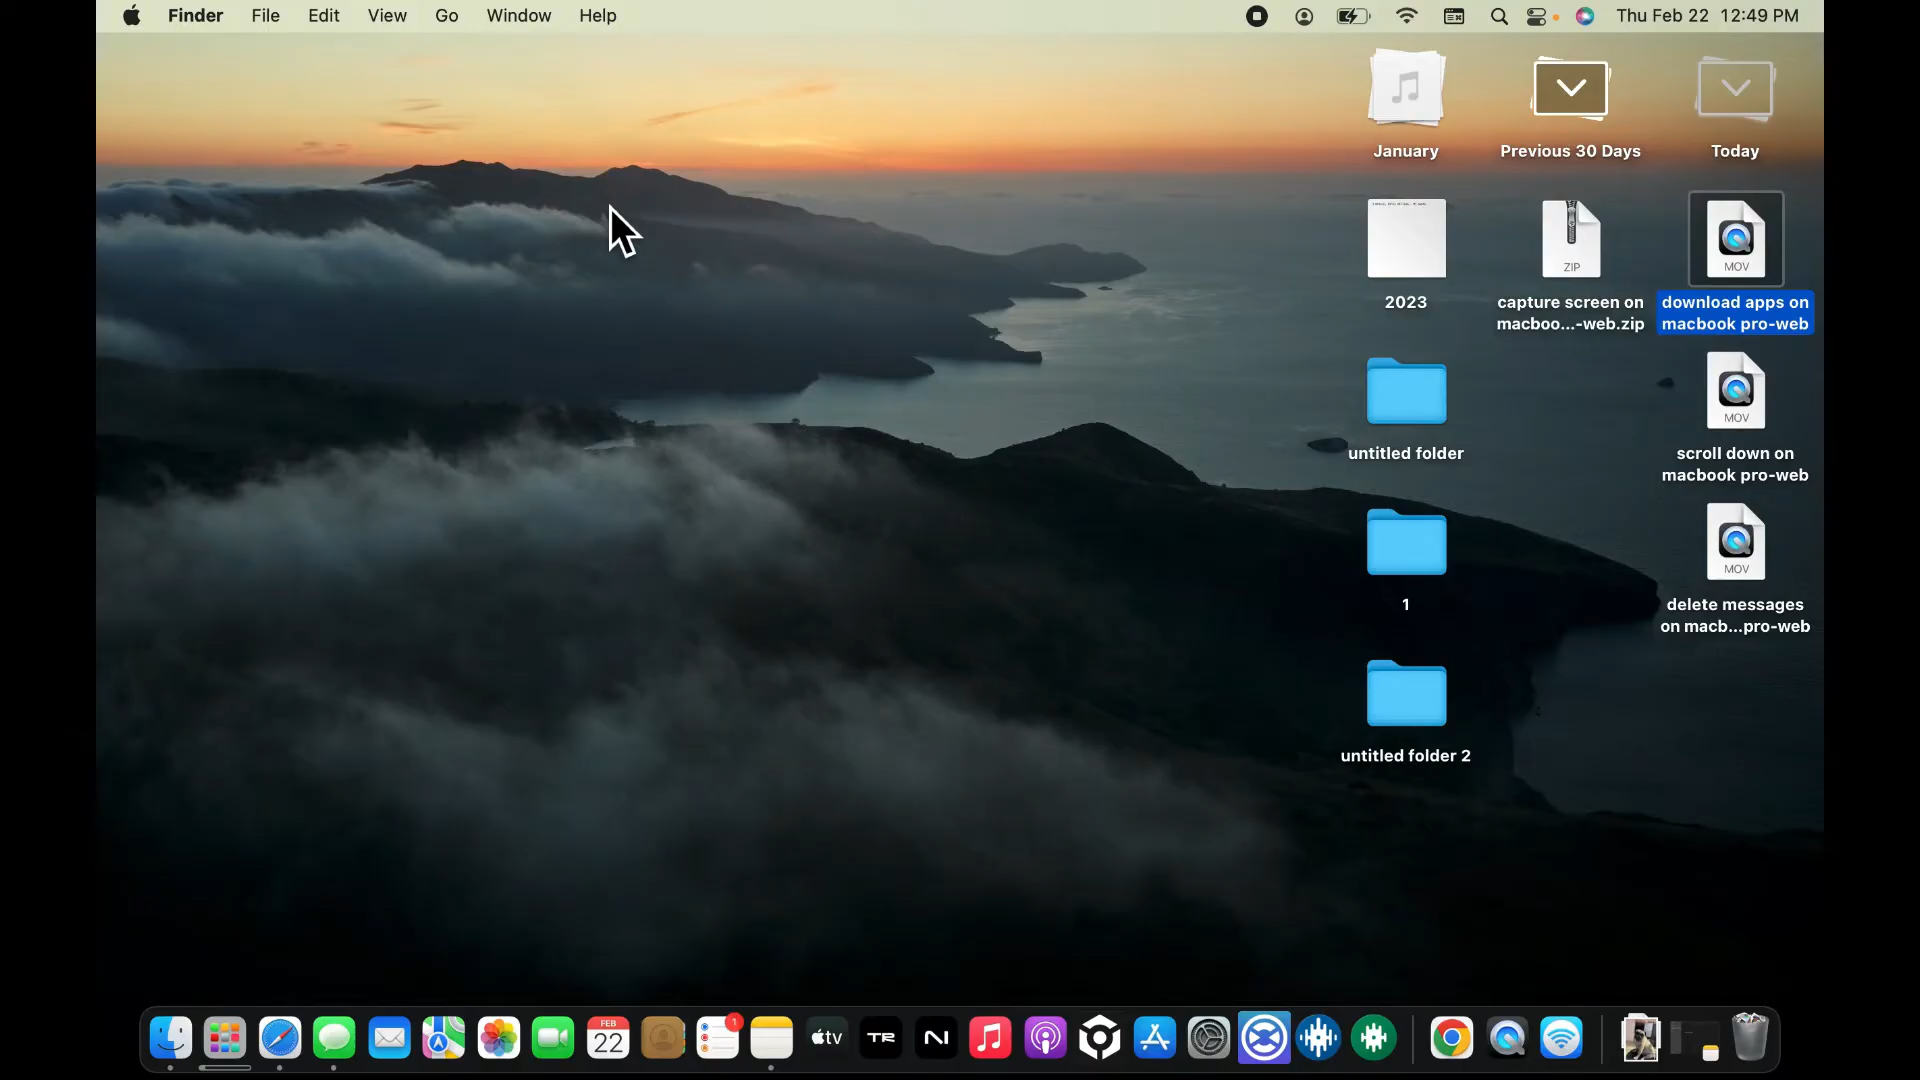 Finder File Edit View Go Window Help
Thu Feb 22 12:49 PM
January
Previous 30 Days
Today
2023
ZIP
capture screen on
macboo...-web.zip
MOV
download apps on
macbook pro-web
untitled folder
MOV
scroll down on
macbook pro-web
1
MOV
delete messages
on macb...pro-web
untitled folder 2
FEB
22
1
tv
TR
N